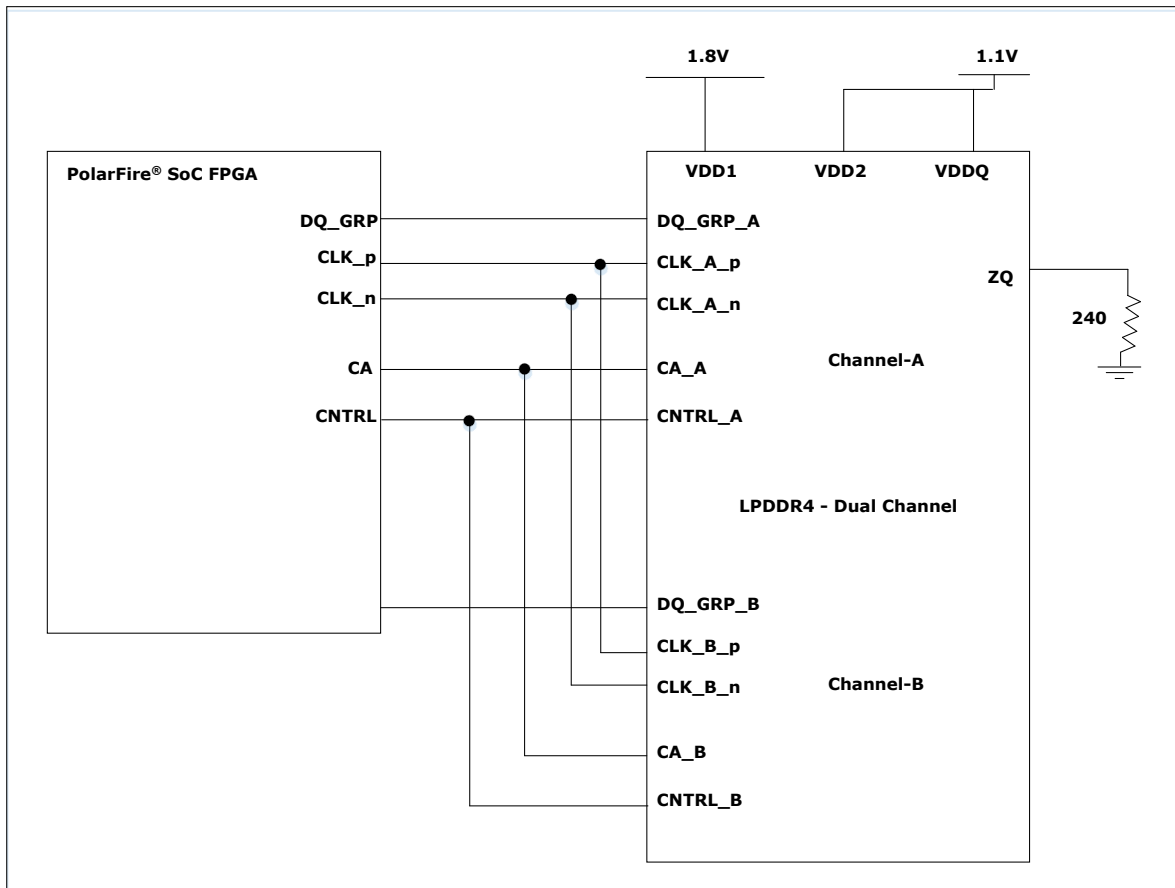 1.8V
1.1V
PolarFire® SoC FPGA
VDD1
VDD2
VDDQ
DQ_GRP
DQ_GRP_A
CLK_p
CLK_A_p
ZQ
CLK_n
CLK_A_n
240
CA
CA_A
Channel-A
CNTRL
CNTRL_A
LPDDR4 - Dual Channel
DQ_GRP_B
CLK_B_p
CLK_B_n
Channel-B
CA_B
CNTRL_B